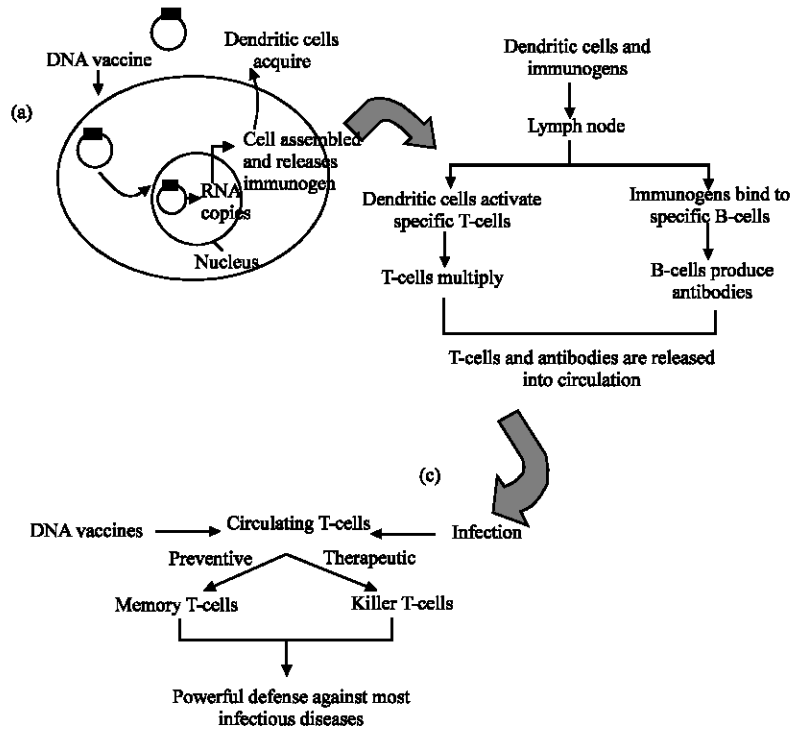 DNA vaccine
Dendritic cells
acquire
(a)
Cell assembled
and releases
immunogen
RNA
copies
Nucleus
Dendritic cells and
immunogens
Lymph node
Dendritic cells activate
specific T-cells
Immunogens bind to
specific B-cells
T-cells multiply
B-cells produce
antibodies
T-cells and antibodies are released
into circulation
(c)
DNA vaccines
Circulating T-cells
Infection
Preventive
Therapeutic
Memory T-cells
Killer T-cells
Powerful defense against most
infectious diseases